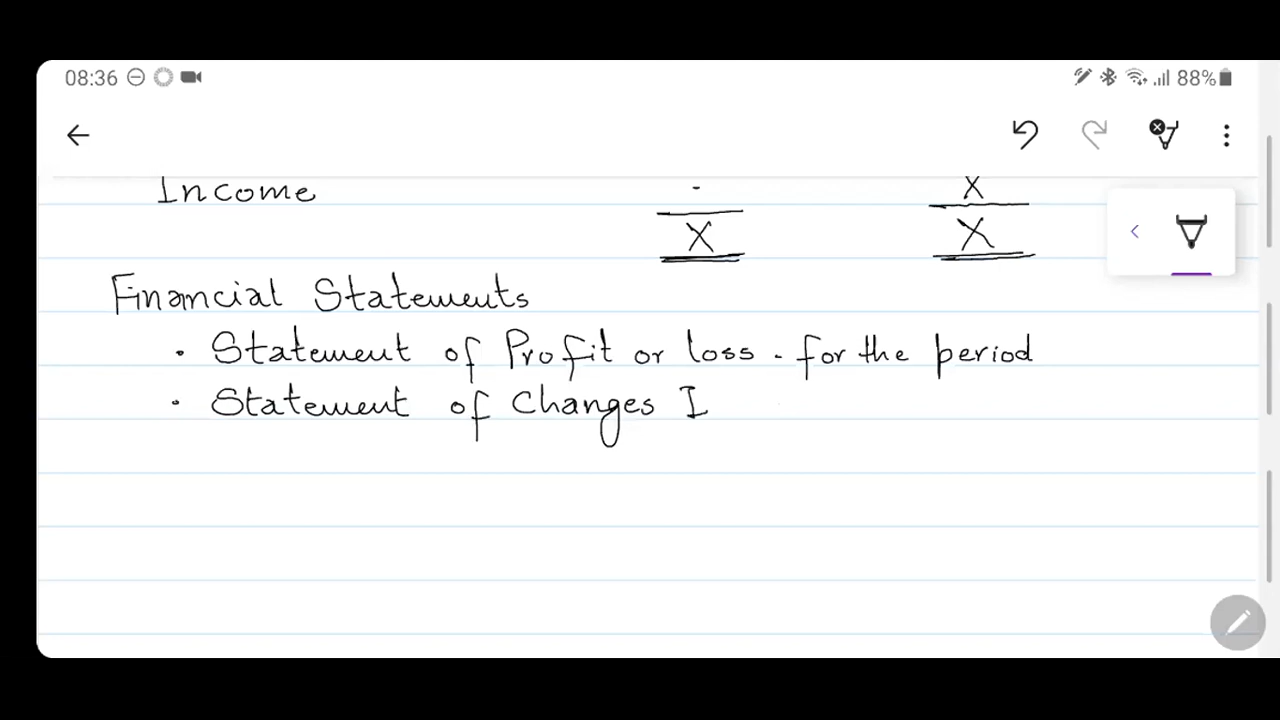 08:36 88%
Income . X
X X
Financial Statements
. Statement of Profit or loss - for the period
. Statement of Changes I